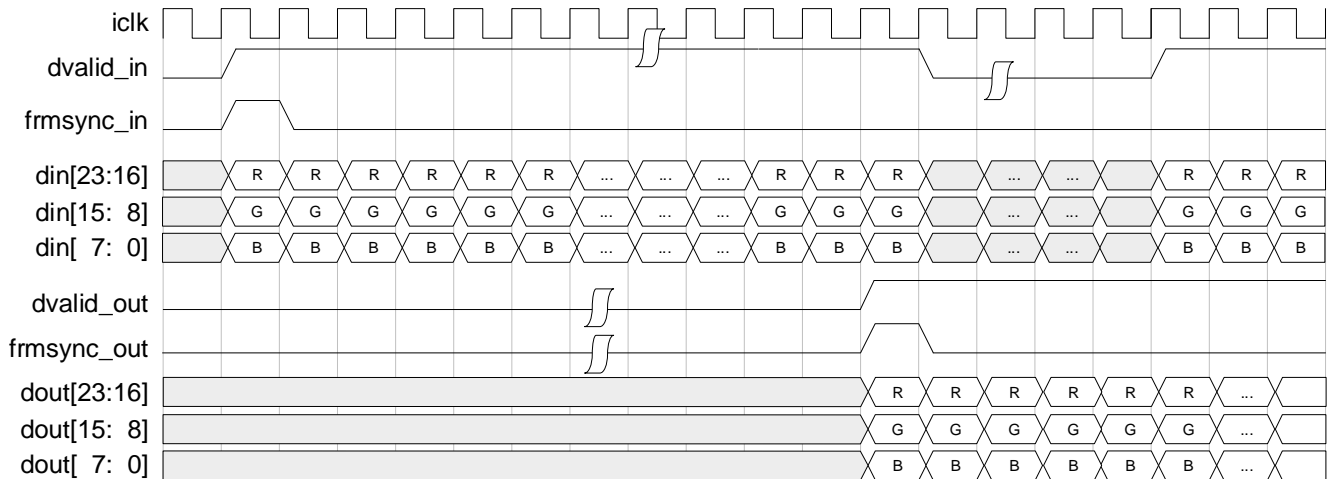 iclk
dvalid_in
frmsync_in
din[23:16] R R R R R R ... ... ... R R R ... ... R R R
din[15: 8] G G G G G G ... ... ... G G G ... ... G G G
din[ 7: 0] B B B B B B ... ... ... B B B ... ... B B B
dvalid_out
frmsync_out
dout[23:16] R R R R R R ...
dout[15: 8] G G G G G G ...
dout[ 7: 0] B B B B B B ...